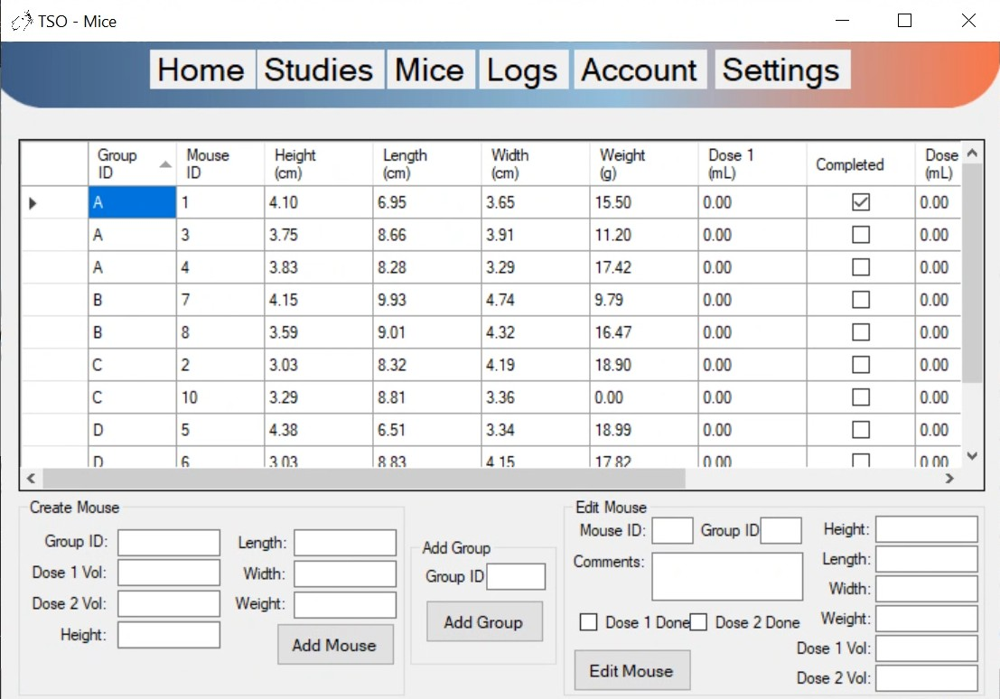 TSO - Mice
Home Studies Mice Logs Account Settings
Group ID Mouse ID Height (cm) Length (cm) Width (cm) Weight (g) Dose 1 (mL) Completed Dose (mL)
A 1 4.10 6.95 3.65 15.50 0.00 0.00
A 3 3.75 8.66 3.91 11.20 0.00 0.00
A 4 3.83 8.28 3.29 17.42 0.00 0.00
B 7 4.15 9.93 4.74 9.79 0.00 0.00
B 8 3.59 9.01 4.32 16.47 0.00 0.00
C 2 3.03 8.32 4.19 18.90 0.00 0.00
C 10 3.29 8.81 3.36 0.00 0.00 0.00
D 5 4.38 6.51 3.34 18.99 0.00 0.00
D 6 3.03 8.83 4.15 17.82 0.00 0.00
Create Mouse
Group ID:
Dose 1 Vol:
Dose 2 Vol:
Height:
Length:
Width:
Weight:
Add Mouse
Add Group
Group ID
Add Group
Edit Mouse
Mouse ID: Group ID
Comments:
Dose 1 Done Dose 2 Done
Edit Mouse
Height:
Length:
Width:
Weight:
Dose 1 Vol:
Dose 2 Vol: